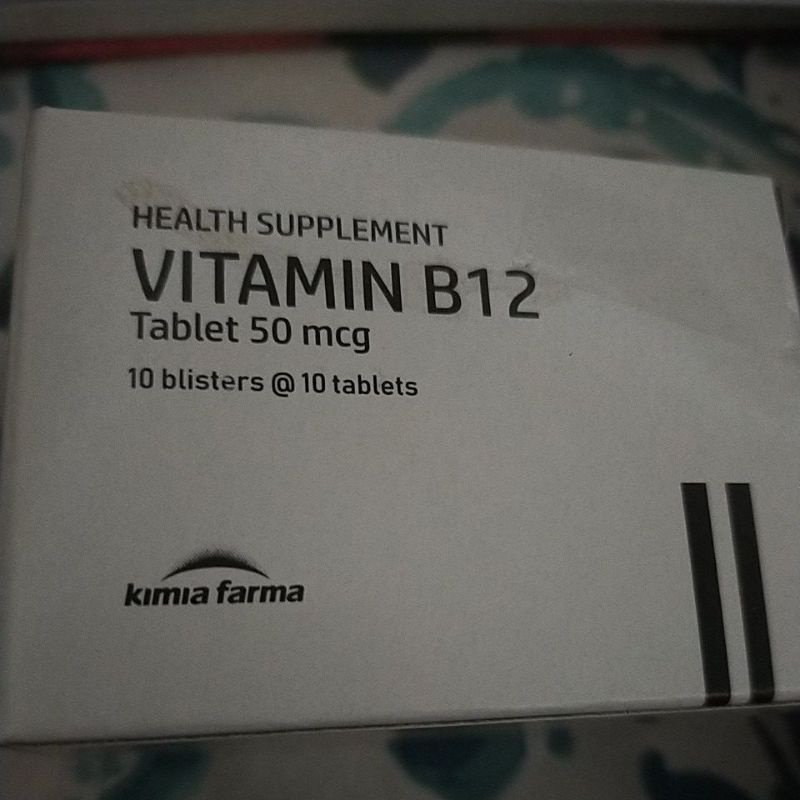 HEALTH SUPPLEMENT
VITAMIN B12
Tablet 50 mcg
10 blisters @ 10 tablets
kimia farma